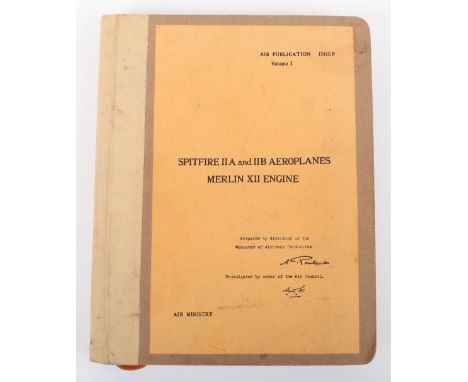 AIR PUBLICATION 1565B
Volume I
SPITFIRE IIA and IIB AEROPLANES
MERLIN XII ENGINE
Prepared by direction of the
Minister of Aircraft Production
Promulgated by order of the Air Council.
AIR MINISTRY